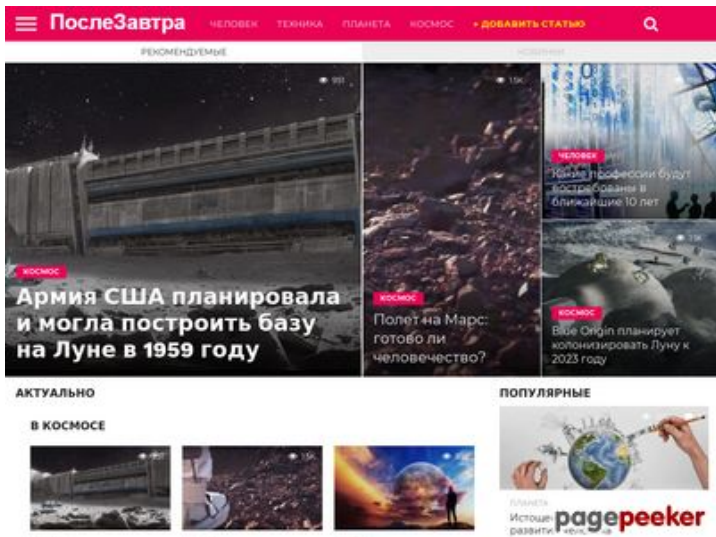 ПослеЗавтра
ЧЕЛОВЕК ТЕХНИКА ПЛАНЕТА КОСМОС + ДОБАВИТЬ СТАТЬЮ
РЕКОМЕНДУЕМЫЕ НОВИНКИ
КОСМОС
Армия США планировала
и могла построить базу
на Луне в 1959 году
КОСМОС
Полет на Марс:
готово ли
человечество?
ЧЕЛОВЕК
Какие профессии будут
востребованы в
ближайшие 10 лет
КОСМОС
Blue Origin планирует
колонизировать Луну к
2023 году
АКТУАЛЬНО
В КОСМОСЕ
ПОПУЛЯРНЫЕ
ПЛАНЕТА
pagepeeker